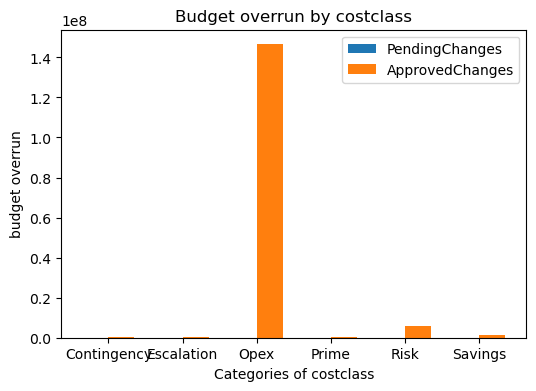 Budget overrun by costclass
1e8
PendingChanges
ApprovedChanges
1.4
1.2
1.0
0.8
0.6
0.4
0.2
0.0
budget overrun
Contingency Escalation Opex Prime Risk Savings
Categories of costclass